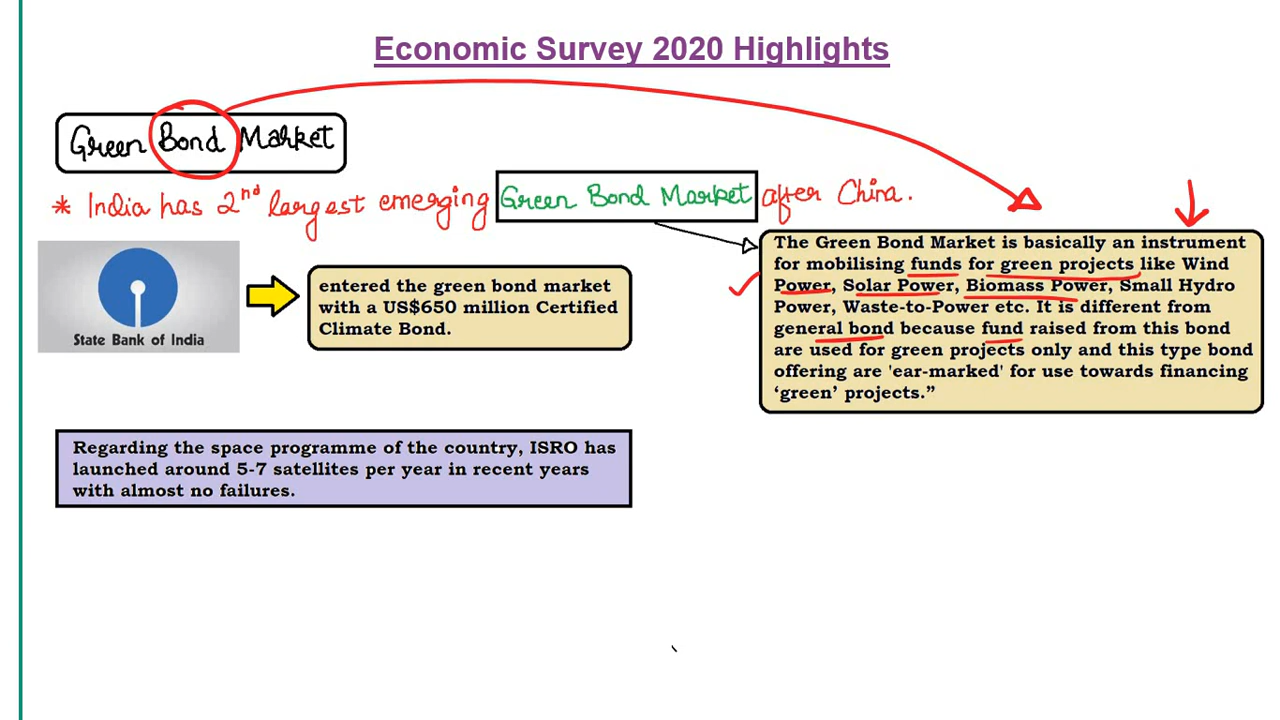 Economic Survey 2020 Highlights
Green Bond Market
* India has 2nd largest emerging Green Bond Market after China.
State Bank of India
entered the green bond market
with a US$650 million Certified
Climate Bond.
The Green Bond Market is basically an instrument
for mobilising funds for green projects like Wind
Power, Solar Power, Biomass Power, Small Hydro
Power, Waste-to-Power etc. It is different from
general bond because fund raised from this bond
are used for green projects only and this type bond
offering are 'ear-marked' for use towards financing
‘green’ projects.”
Regarding the space programme of the country, ISRO has
launched around 5-7 satellites per year in recent years
with almost no failures.